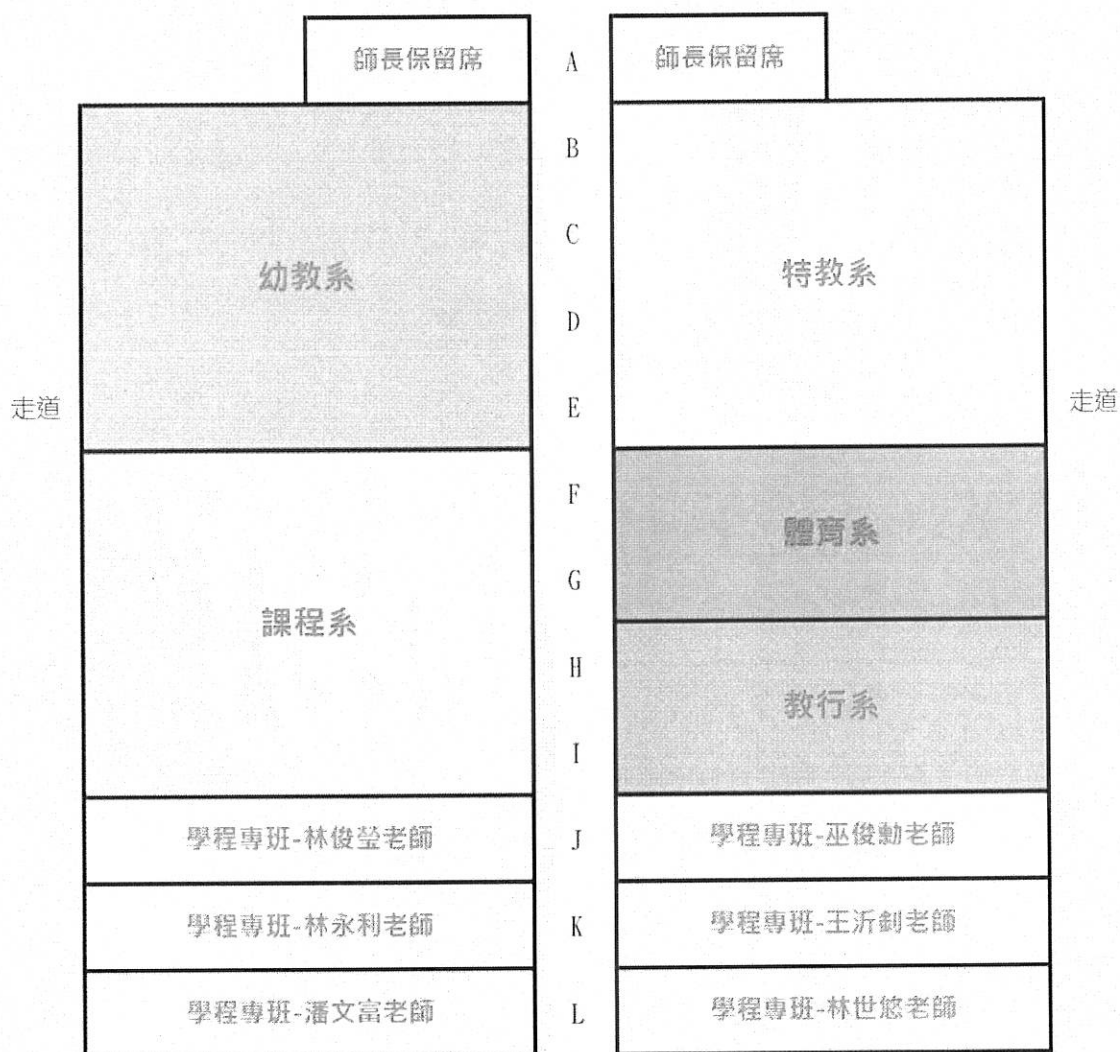 師長保留席 A 師長保留席
B
C
幼教系 特教系
D
走道 E 走道
F
體育系
G
課程系
H
教行系
I
學程專班-林俊瑩老師 J 學程專班-巫俊勳老師
學程專班-林永利老師 K 學程專班-王沂釗老師
學程專班-潘文富老師 L 學程專班-林世悠老師